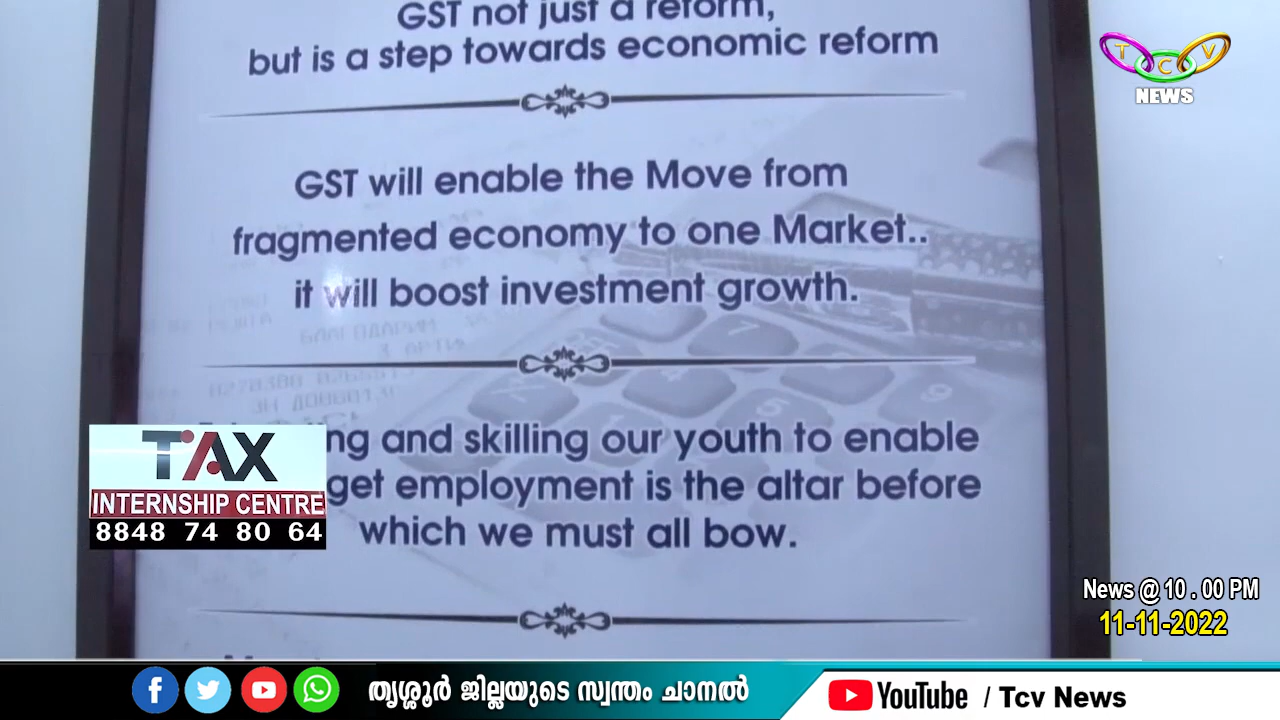 GST not just a reform,
but is a step towards economic reform
T C V
NEWS
GST will enable the Move from
fragmented economy to one Market..
it will boost investment growth.
БЛАГОДАРИМ
ng and skilling our youth to enable
get employment is the altar before
which we must all bow.
TAX
INTERNSHIP CENTRE
8848 74 80 64
News @ 10 . 00 PM
11-11-2022
തൃശ്ശൂർ ജില്ലയുടെ സ്വന്തം ചാനൽ
YouTube / Tcv News